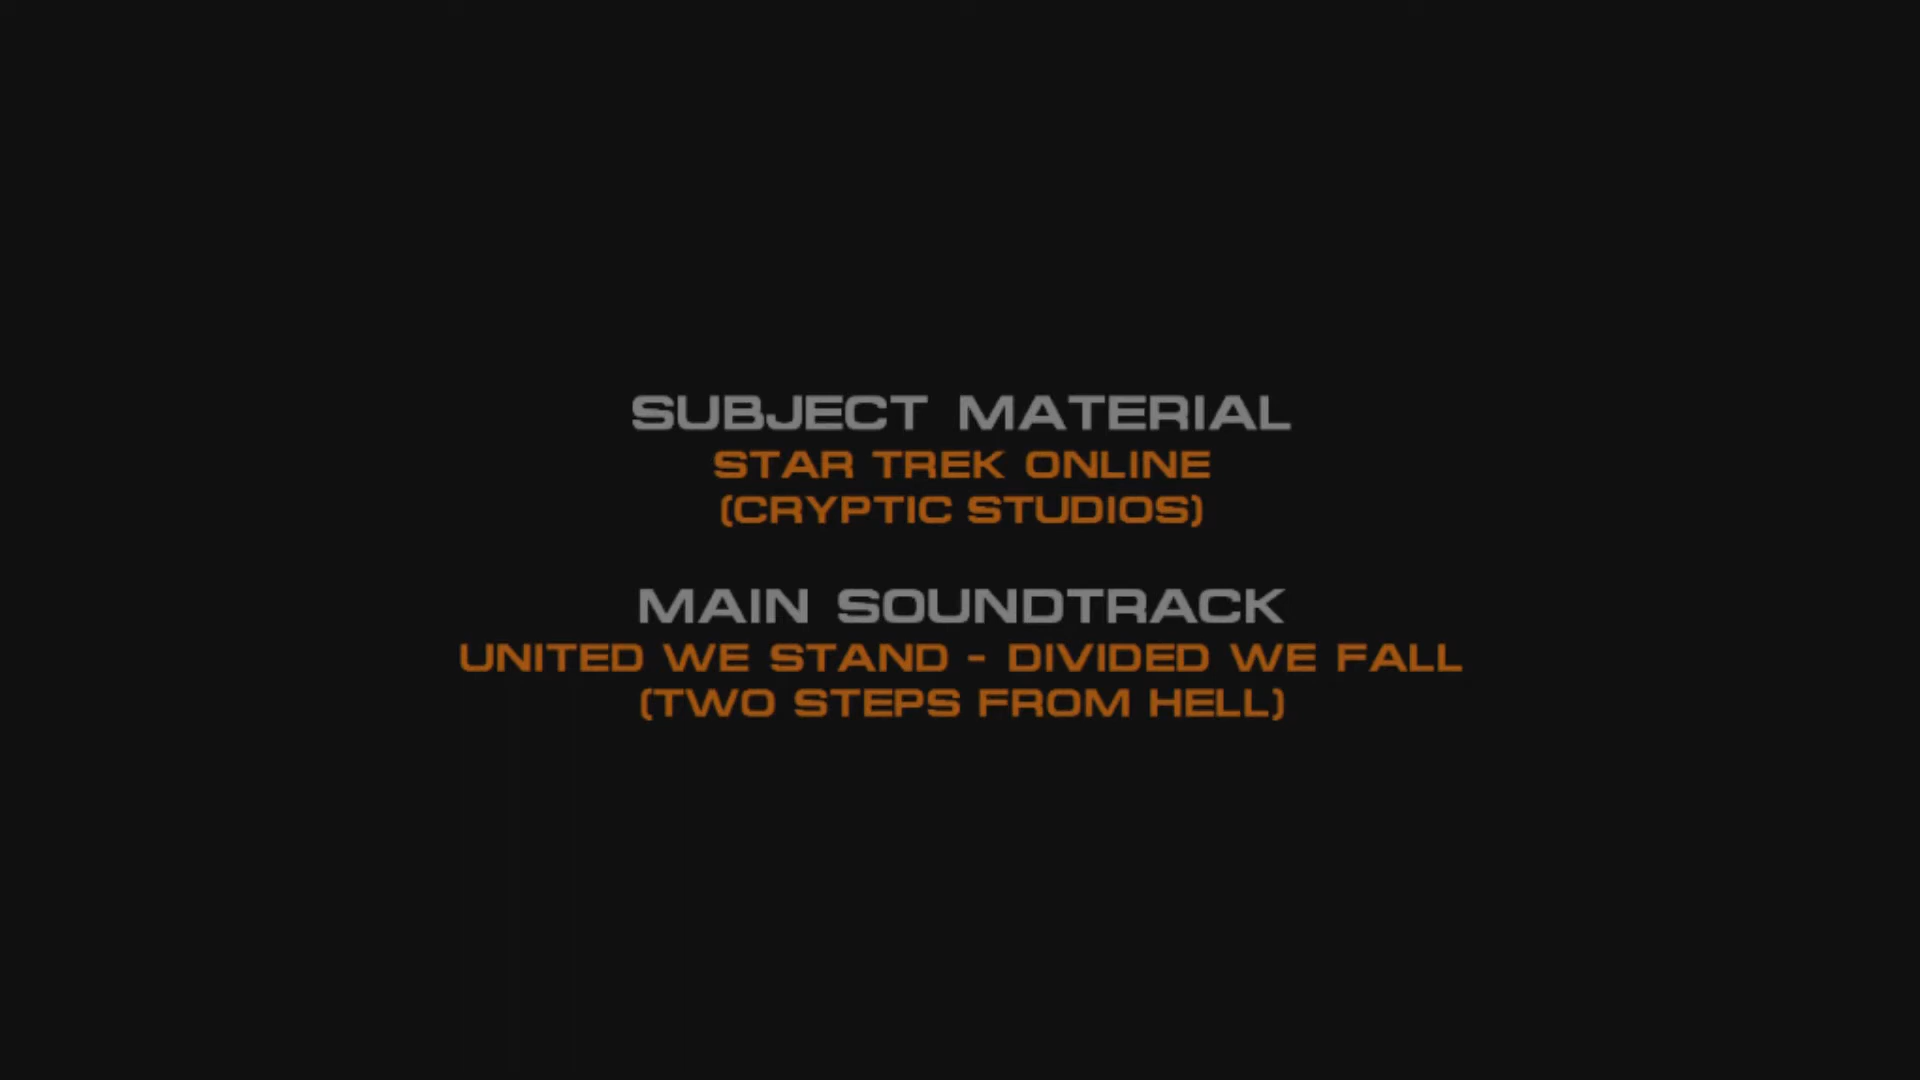 SUBJECT MATERIAL
STAR TREK ONLINE
(CRYPTIC STUDIOS)
MAIN SOUNDTRACK
UNITED WE STAND - DIVIDED WE FALL
(TWO STEPS FROM HELL)